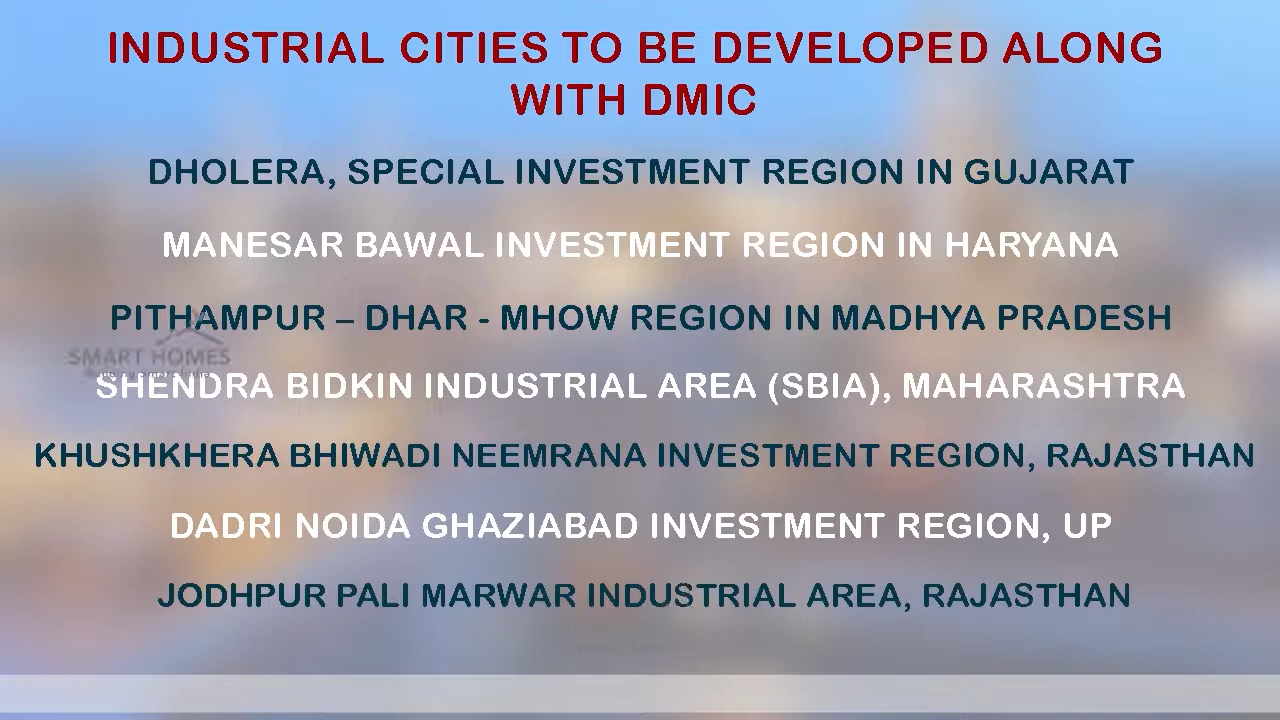 INDUSTRIAL CITIES TO BE DEVELOPED ALONG
WITH DMIC
DHOLERA, SPECIAL INVESTMENT REGION IN GUJARAT
MANESAR BAWAL INVESTMENT REGION IN HARYANA
PITHAMPUR – DHAR - MHOW REGION IN MADHYA PRADESH
SMART HOMES
SHENDRA BIDKIN INDUSTRIAL AREA (SBIA), MAHARASHTRA
KHUSHKHERA BHIWADI NEEMRANA INVESTMENT REGION, RAJASTHAN
DADRI NOIDA GHAZIABAD INVESTMENT REGION, UP
JODHPUR PALI MARWAR INDUSTRIAL AREA, RAJASTHAN